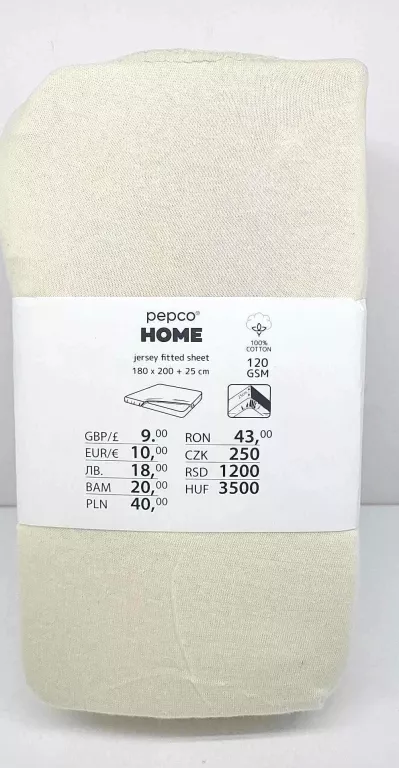 pepco®
HOME
jersey fitted sheet
180 x 200 + 25 cm
100%
COTTON
120
GSM
GBP/£ 9.00
EUR/€ 10,00
ЛВ. 18,00
BAM 20,00
PLN 40,00
RON 43,00
CZK 250
RSD 1200
HUF 3500